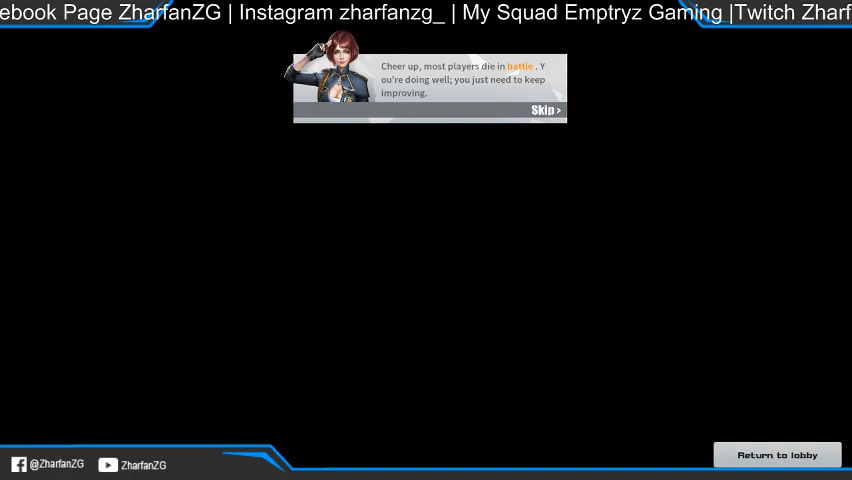 ebook Page ZharfanZG | Instagram zharfanzg_ | My Squad Emptryz Gaming |Twitch Zharf
Cheer up, most players die in battle . Y
ou're doing well; you just need to keep
improving.
Skip >
Return to lobby
@ZharfanZG
ZharfanZG